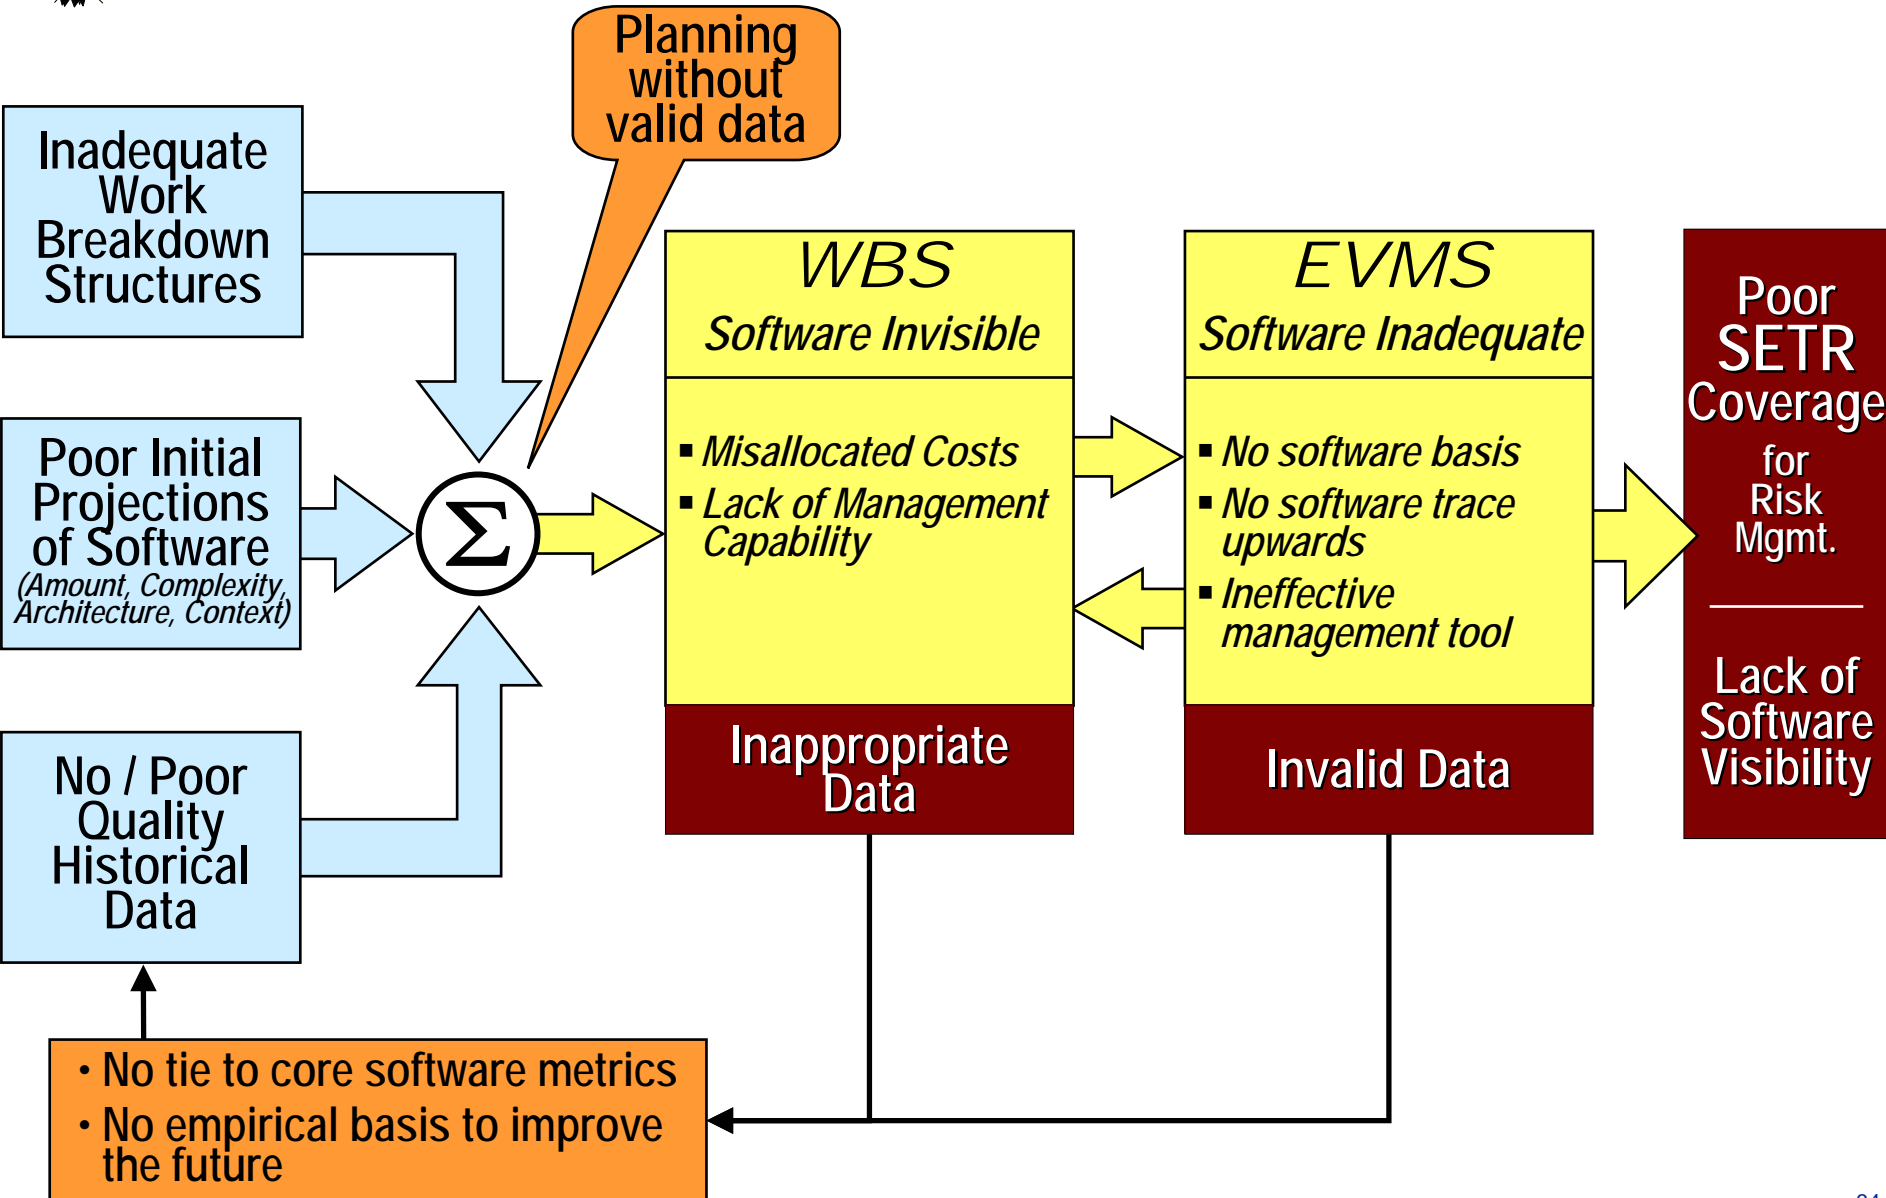 Planning
without
valid data
Inadequate
Work
Breakdown
Structures
Poor Initial
Projections
of Software
(Amount, Complexity,
Architecture, Context)
No / Poor
Quality
Historical
Data
Σ
WBS
Software Invisible
▪ Misallocated Costs
▪ Lack of Management
Capability
Inappropriate
Data
EVMS
Software Inadequate
▪ No software basis
▪ No software trace
upwards
▪ Ineffective
management tool
Invalid Data
Poor
SETR
Coverage
for
Risk
Mgmt.
Lack of
Software
Visibility
• No tie to core software metrics
• No empirical basis to improve
the future